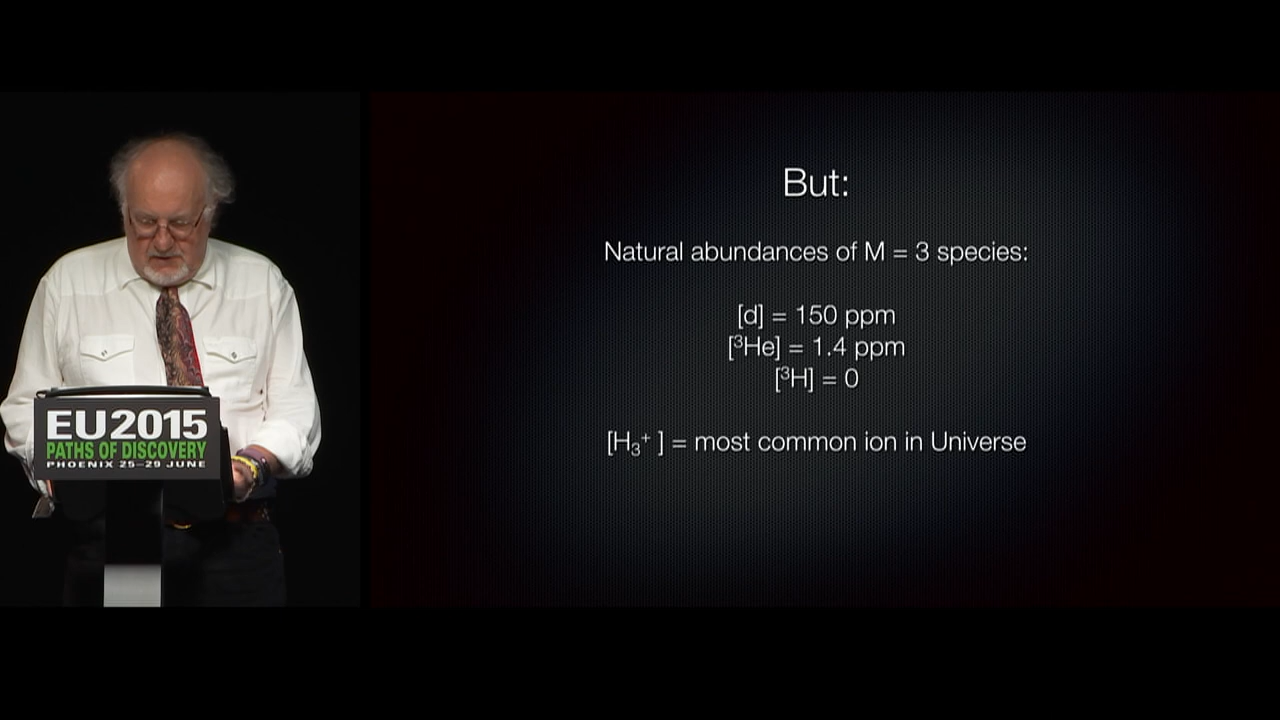 EU2015
PATHS OF DISCOVERY
PHOENIX 25–29 JUNE
But:
Natural abundances of M = 3 species:
[d] = 150 ppm
[³He] = 1.4 ppm
[³H] = 0
[H₃⁺ ] = most common ion in Universe